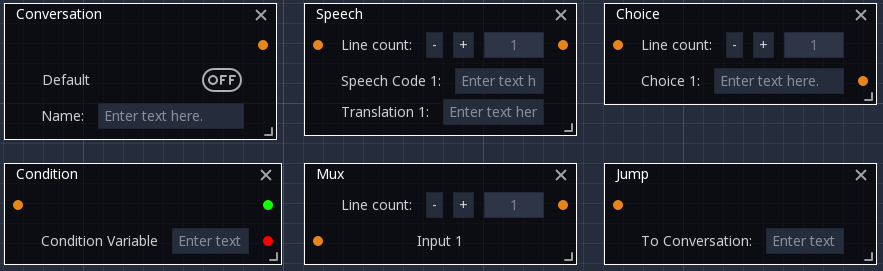 Conversation
Default OFF
Name: Enter text here.
Speech
Line count: - + 1
Speech Code 1: Enter text h
Translation 1: Enter text her
Choice
Line count: - + 1
Choice 1: Enter text here.
Condition
Condition Variable Enter text
Mux
Line count: - + 1
Input 1
Jump
To Conversation: Enter text